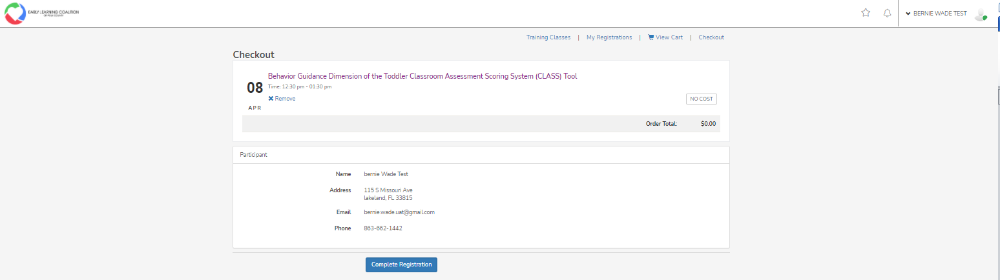 EARLY LEARNING COALITION
OF POLK COUNTY
BERNIE WADE TEST
Training Classes | My Registrations | View Cart | Checkout
Checkout
08
APR
Behavior Guidance Dimension of the Toddler Classroom Assessment Scoring System (CLASS) Tool
Time: 12:30 pm - 01:30 pm
Remove
NO COST
Order Total: $0.00
Participant
Name bernie Wade Test
Address 115 S Missouri Ave
lakeland, FL 33815
Email bernie.wade.uat@gmail.com
Phone 863-662-1442
Complete Registration